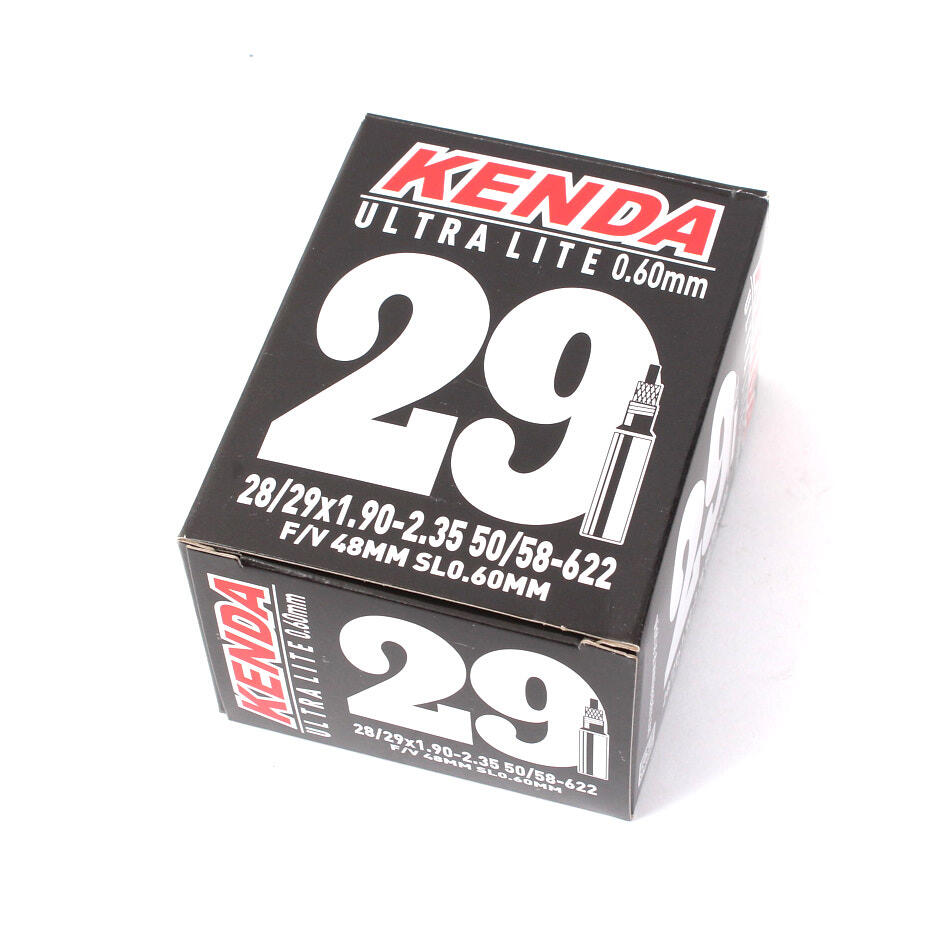 KENDA
ULTRA LITE 0.60mm
29
28/29x1.90-2.35 50/58-622
F/V 48MM SL0.60MM
KENDA
ULTRA LITE 0.60mm
29
28/29x1.90-2.35 50/58-622
F/V 48MM SL0.60MM
29